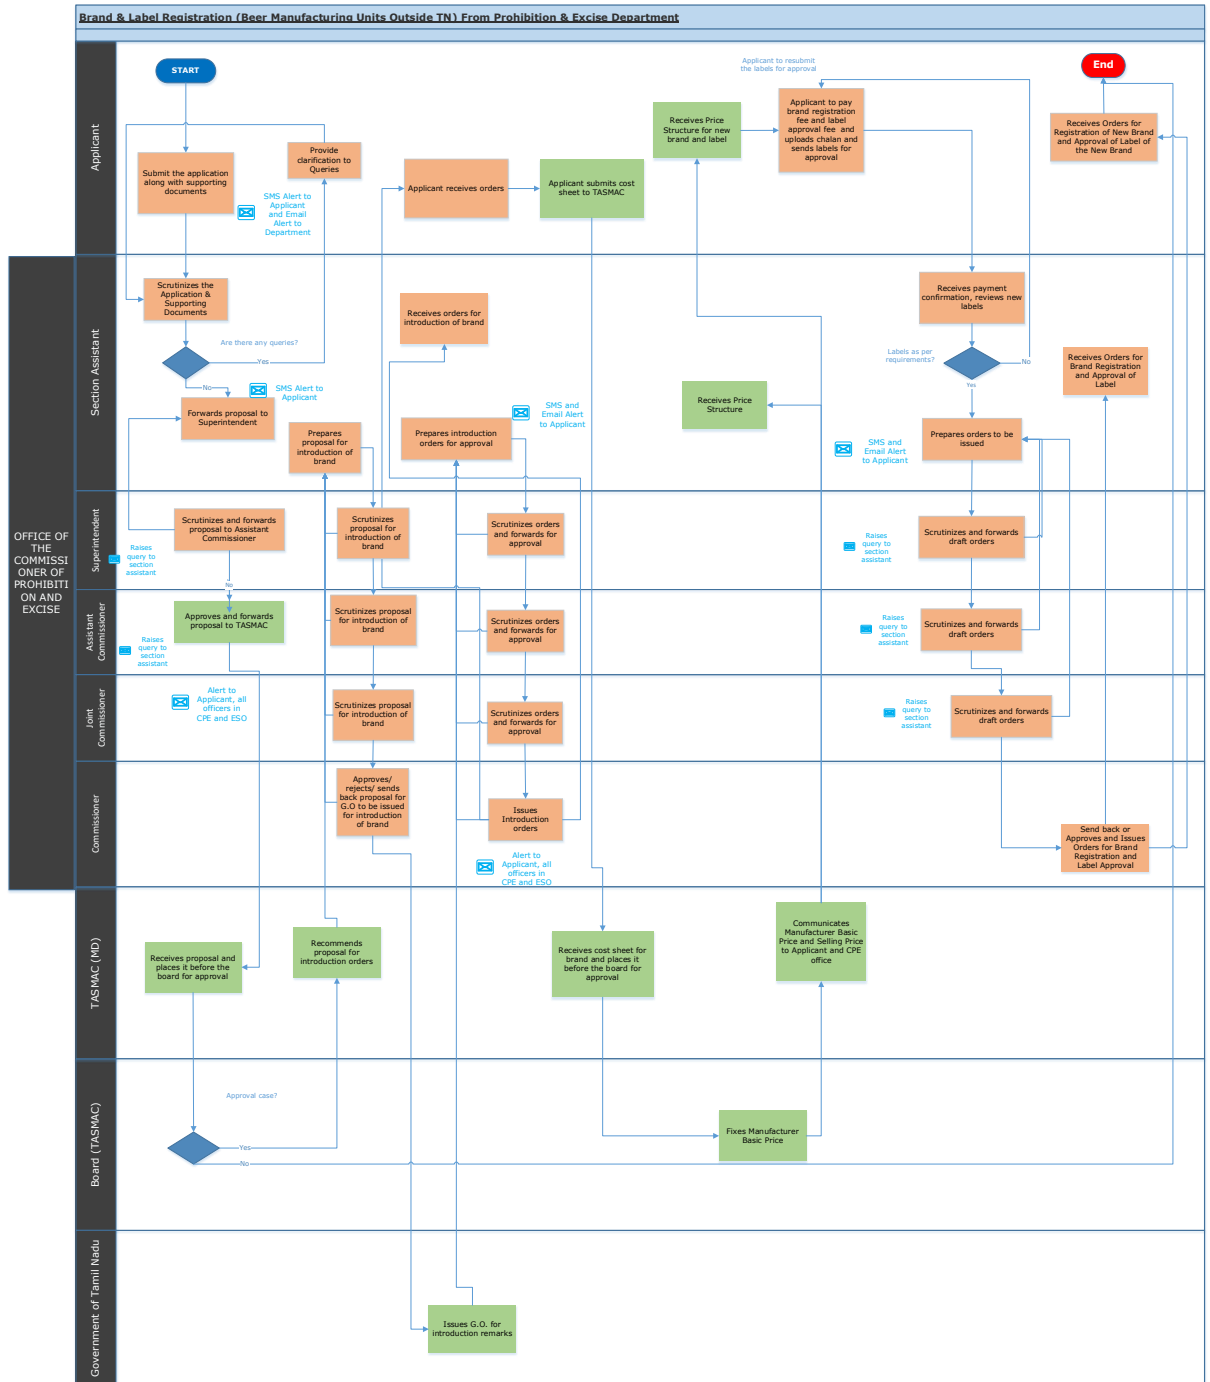 Brand & Label Registration (Beer Manufacturing Units Outside TN) From Prohibition & Excise Department
Applicant
START
Submit the application
along with supporting
documents
Provide
clarification to
Queries
SMS Alert to
Applicant
and Email
Alert to
Department
Applicant receives orders
Applicant submits cost
sheet to TASMAC
Receives Price
Structure for new
brand and label
Applicant to resubmit
the labels for approval
Applicant to pay
brand registration
fee and label
approval fee and
uploads chalan and
sends labels for
approval
End
Receives Orders for
Registration of New Brand
and Approval of Label of
the New Brand
OFFICE OF
THE
COMMISSI
ONER OF
PROHIBITI
ON AND
EXCISE
Section Assistant
Scrutinizes the
Application &
Supporting
Documents
Are there any queries?
Yes
No
SMS Alert to
Applicant
Forwards proposal to
Superintendent
Prepares
proposal for
introduction of
brand
Receives orders for
introduction of brand
Prepares introduction
orders for approval
SMS and
Email Alert
to Applicant
Receives Price
Structure
Receives payment
confirmation, reviews new
labels
Labels as per
requirements?
No
Yes
Receives Orders for
Brand Registration
and Approval of
Label
Prepares orders to be
issued
SMS and
Email Alert
to Applicant
Superintendent
Scrutinizes and forwards
proposal to Assistant
Commissioner
Raises
query to
section
assistant
No
Scrutinizes
proposal for
introduction of
brand
Scrutinizes orders
and forwards for
approval
Raises
query to
section
assistant
Scrutinizes and forwards
draft orders
Assistant
Commissioner
Approves and forwards
proposal to TASMAC
Raises
query to
section
assistant
Scrutinizes proposal
for introduction of
brand
Scrutinizes orders
and forwards for
approval
Raises
query to
section
assistant
Scrutinizes and forwards
draft orders
Joint
Commissioner
Alert to
Applicant, all
officers in
CPE and ESO
Scrutinizes proposal
for introduction of
brand
Scrutinizes orders
and forwards for
approval
Raises
query to
section
assistant
Scrutinizes and forwards
draft orders
Commissioner
Approves/
rejects/ sends
back proposal for
G.O to be issued
for introduction
of brand
Issues
Introduction
orders
Alert to
Applicant, all
officers in
CPE and ESO
Send back or
Approves and Issues
Orders for Brand
Registration and
Label Approval
TASMAC (MD)
Receives proposal and
places it before the
board for approval
Recommends
proposal for
introduction orders
Receives cost sheet for
brand and places it
before the board for
approval
Communicates
Manufacturer Basic
Price and Selling Price
to Applicant and CPE
office
Board (TASMAC)
Approval case?
Yes
No
Fixes Manufacturer
Basic Price
Government of Tamil Nadu
Issues G.O. for
introduction remarks